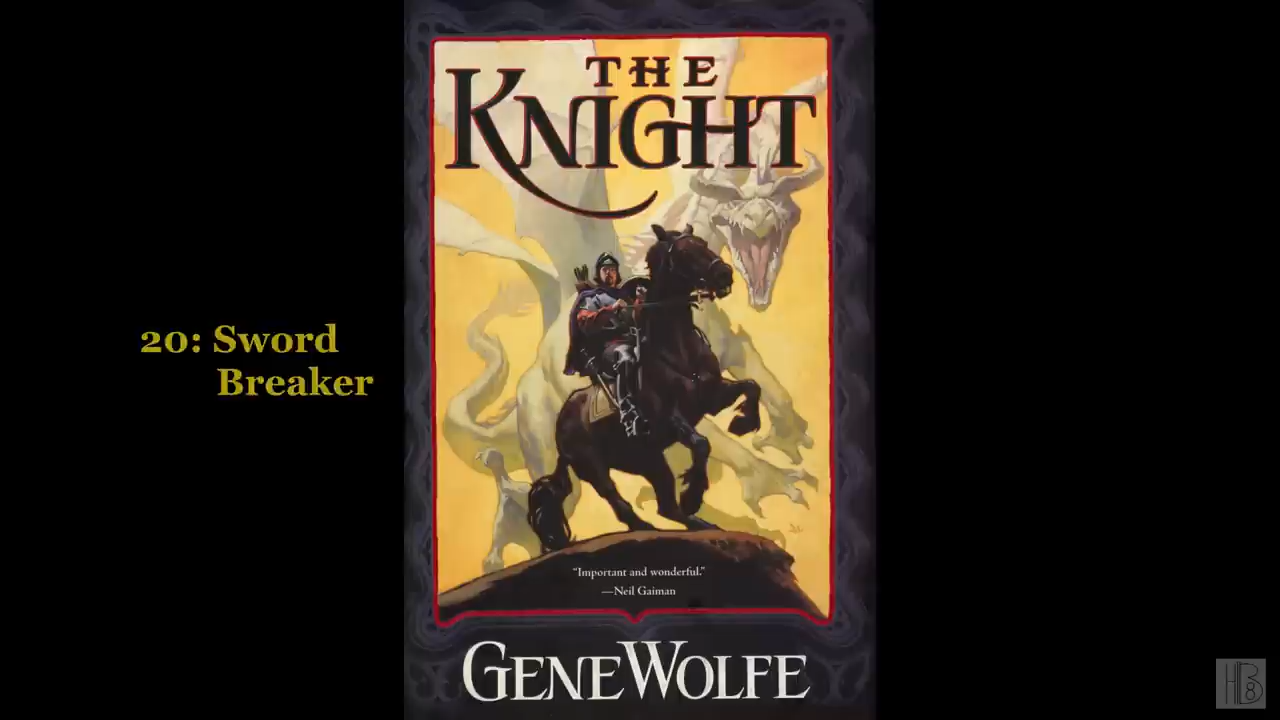 THE
KNIGHT
20: Sword
Breaker
“Important and wonderful.”
—Neil Gaiman
GENE WOLFE